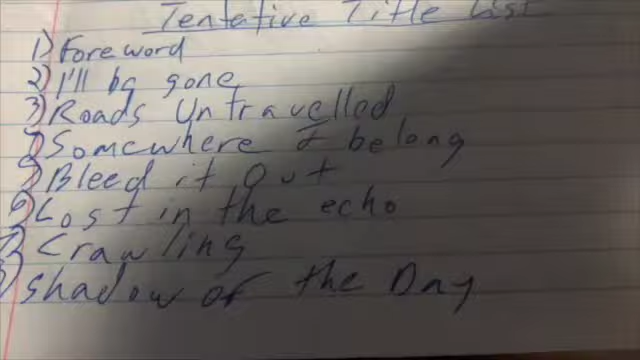 Tentative Title List
1) Foreword
2) I'll be gone
3) Roads Untravelled
4) Somewhere I belong
5) Bleed it Out
6) Lost in the echo
7) Crawling
8) Shadow of the Day